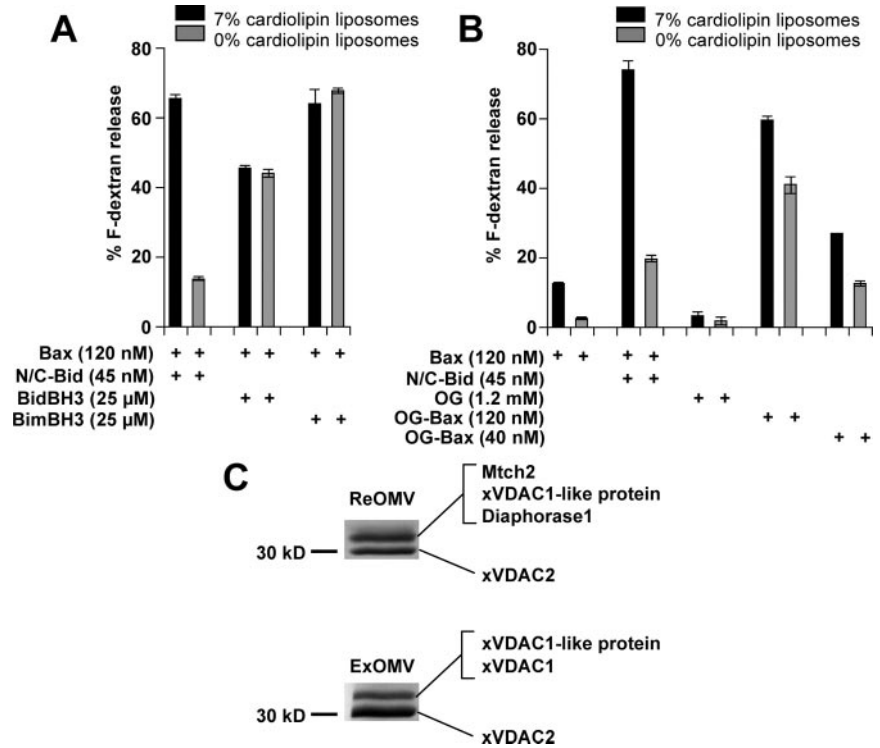 A
7% cardiolipin liposomes
0% cardiolipin liposomes
% F-dextran release
80
60
40
20
0
Bax (120 nM) + + + + + +
N/C-Bid (45 nM) + +
BidBH3 (25 µM) + +
BimBH3 (25 µM) + +
B
7% cardiolipin liposomes
0% cardiolipin liposomes
% F-dextran release
80
60
40
20
0
Bax (120 nM) + + + +
N/C-Bid (45 nM) + +
OG (1.2 mM) + +
OG-Bax (120 nM) + +
OG-Bax (40 nM) + +
C
ReOMV
30 kD
Mtch2
xVDAC1-like protein
Diaphorase1
xVDAC2
ExOMV
30 kD
xVDAC1-like protein
xVDAC1
xVDAC2